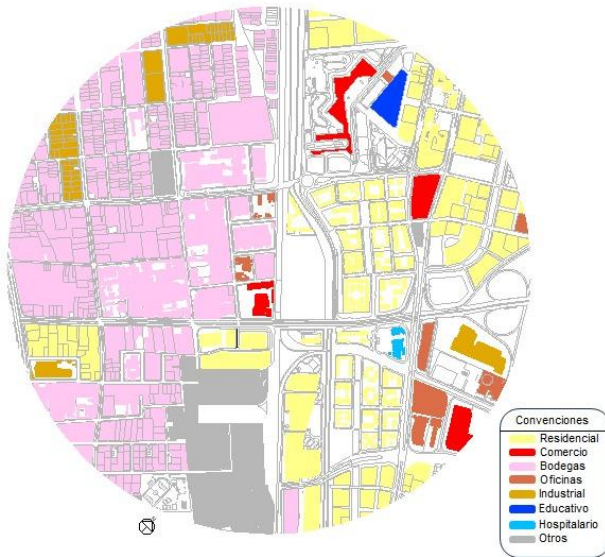 Convenciones
Residencial
Comercio
Bodegas
Oficinas
Industrial
Educativo
Hospitalario
Otros